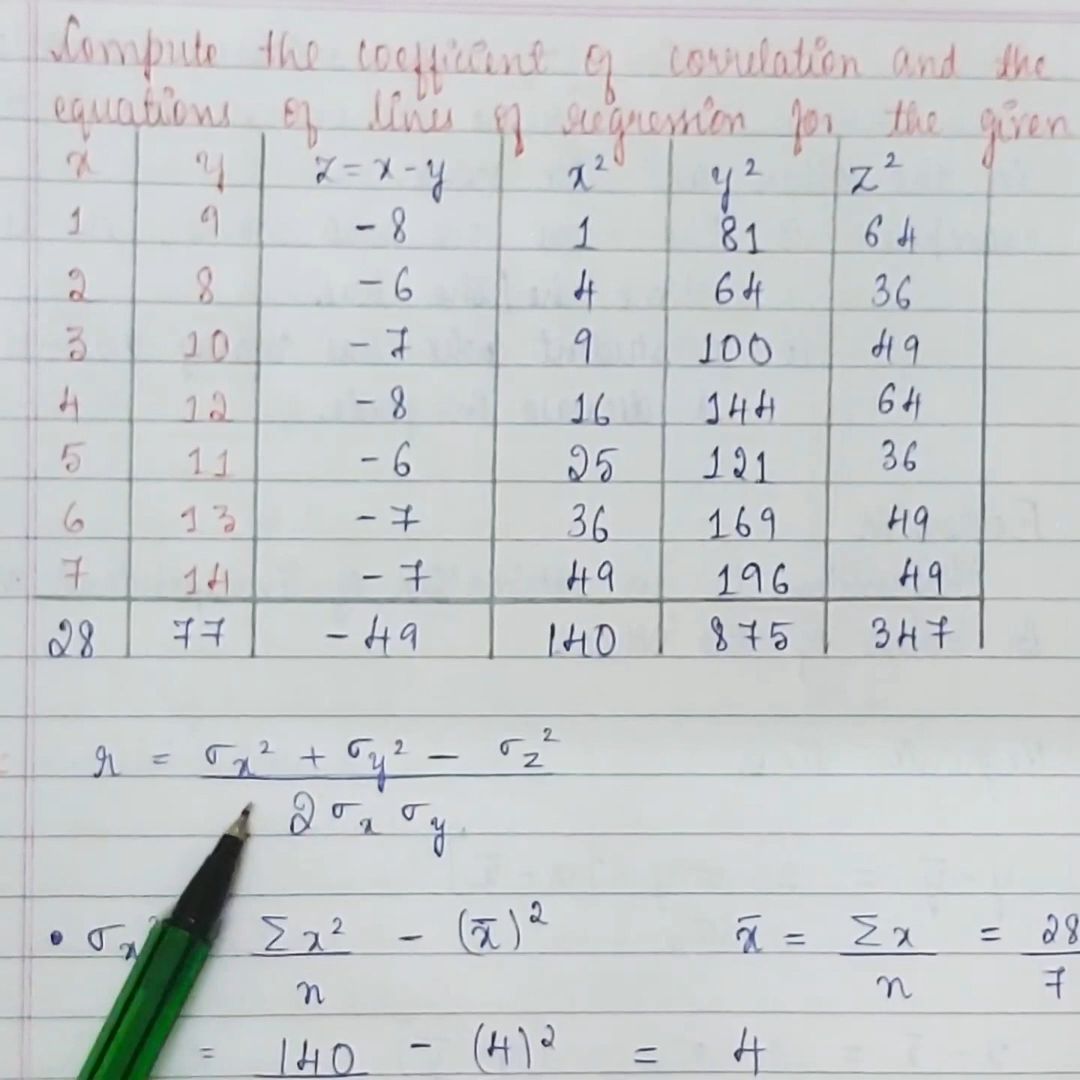 Compute the coefficient of correlation and the
equations of lines of regression for the given
x y z = x - y x² y² z²
1 9 -8 1 81 64
2 8 -6 4 64 36
3 10 -7 9 100 49
4 12 -8 16 144 64
5 11 -6 25 121 36
6 13 -7 36 169 49
7 14 -7 49 196 49
28 77 -49 140 875 347
r = σx² + σy² - σz²
2 σx σy
• σx² Σx² - (x̄)² x̄ = Σx = 28
n n 7
= 140 - (4)² = 4